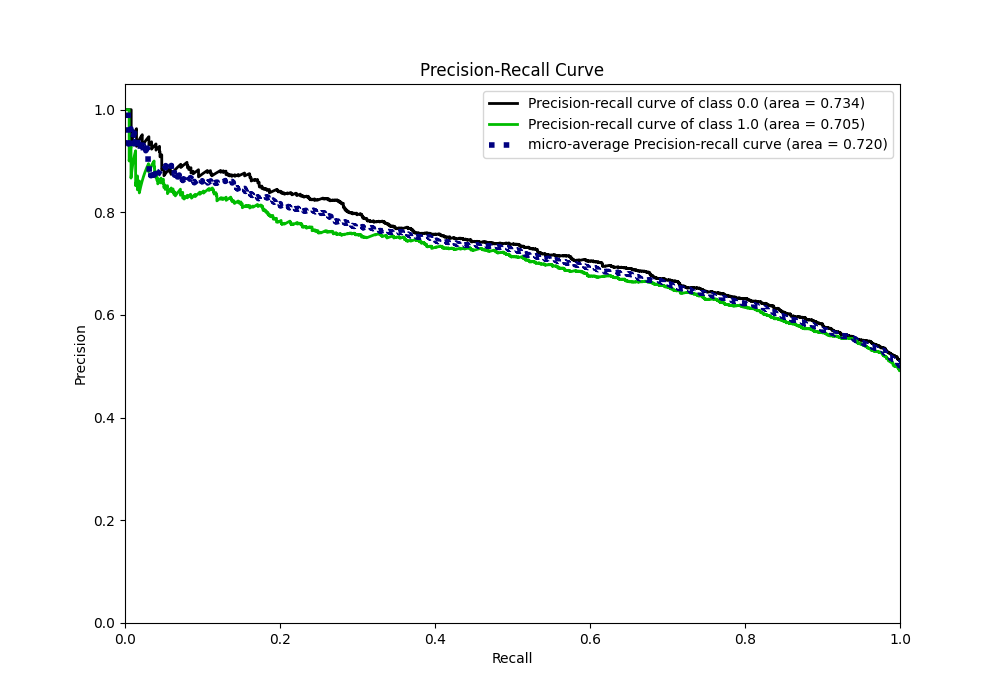 Precision-Recall Curve
Precision-recall curve of class 0.0 (area = 0.734)
Precision-recall curve of class 1.0 (area = 0.705)
micro-average Precision-recall curve (area = 0.720)
Precision
1.0
0.8
0.6
0.4
0.2
0.0
0.0 0.2 0.4 0.6 0.8 1.0
Recall